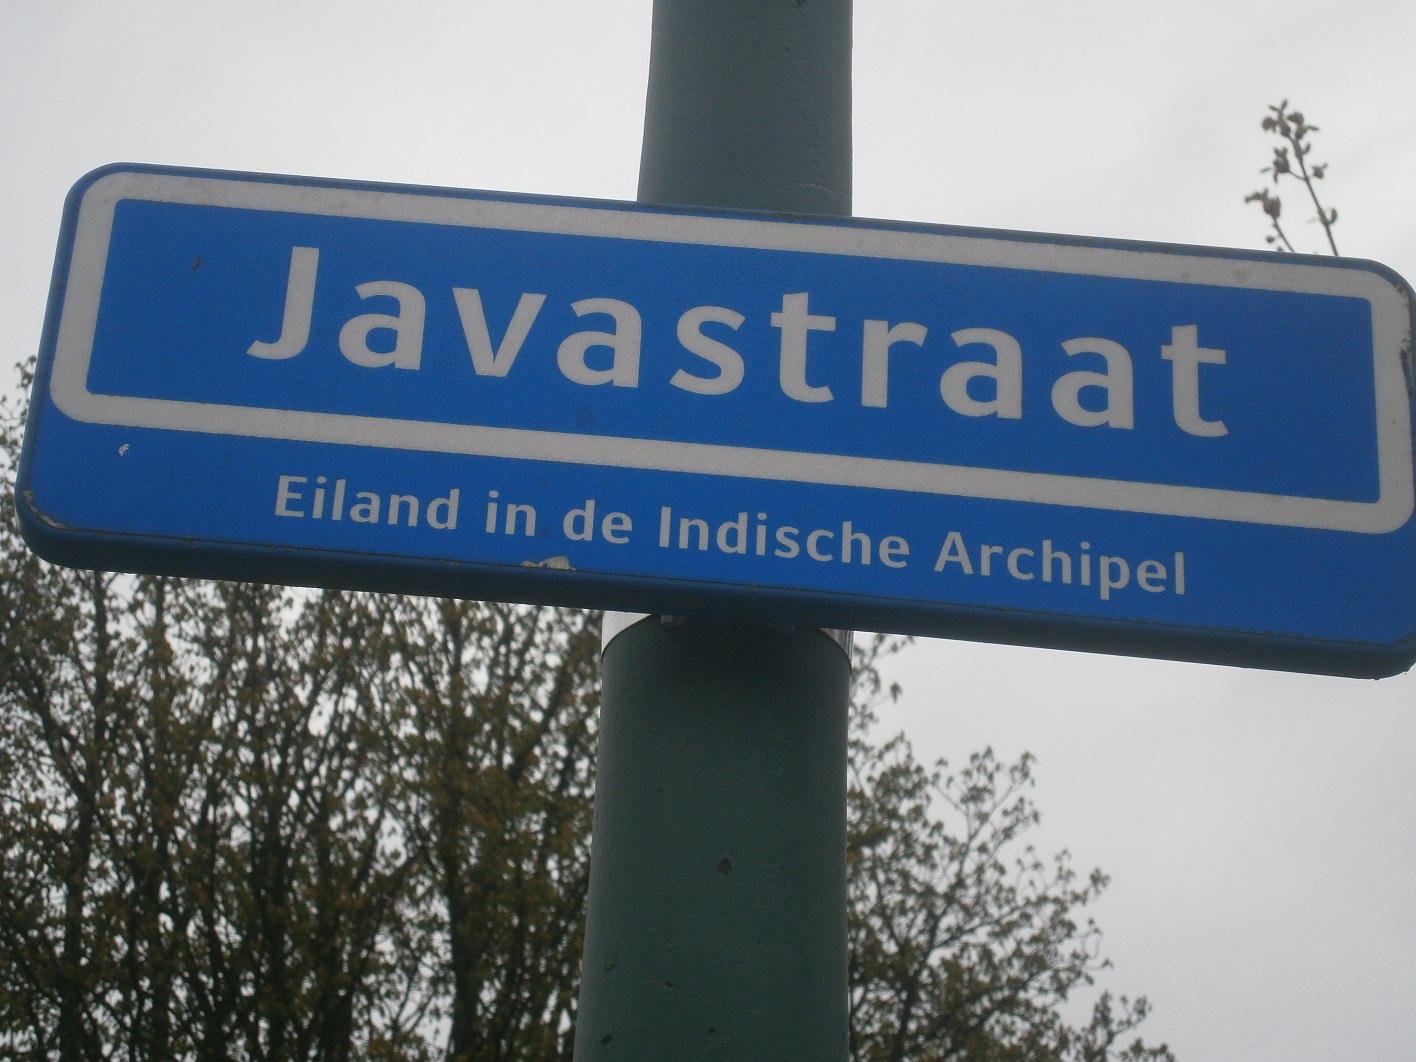 Javastraat
Eiland in de Indische Archipel